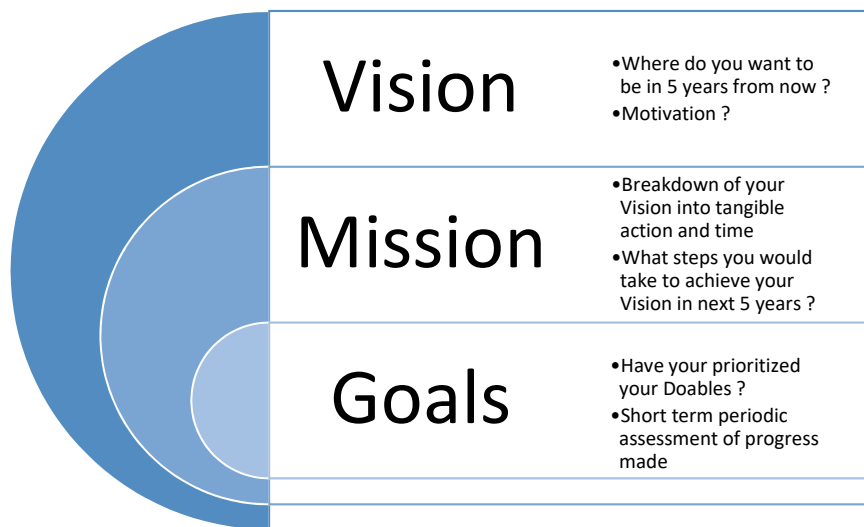 Vision
•Where do you want to
be in 5 years from now ?
•Motivation ?
Mission
•Breakdown of your
Vision into tangible
action and time
•What steps you would
take to achieve your
Vision in next 5 years ?
Goals
•Have your prioritized
your Doables ?
•Short term periodic
assessment of progress
made